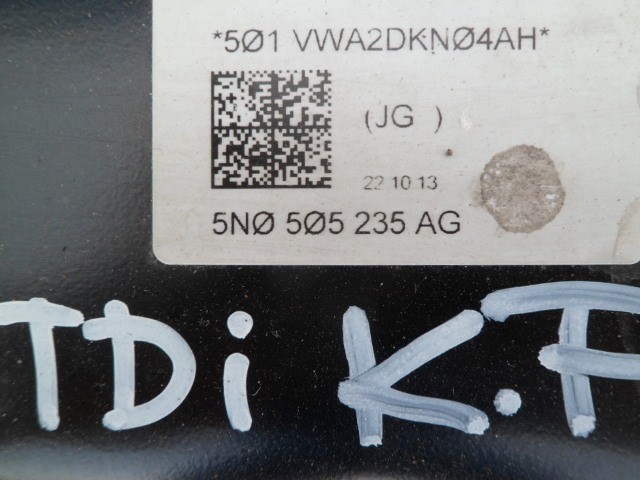 *5Ø1 VWA2DKNØ4AH*
(JG )
22 10 13
5NØ 5Ø5 235 AG
TDi K.F